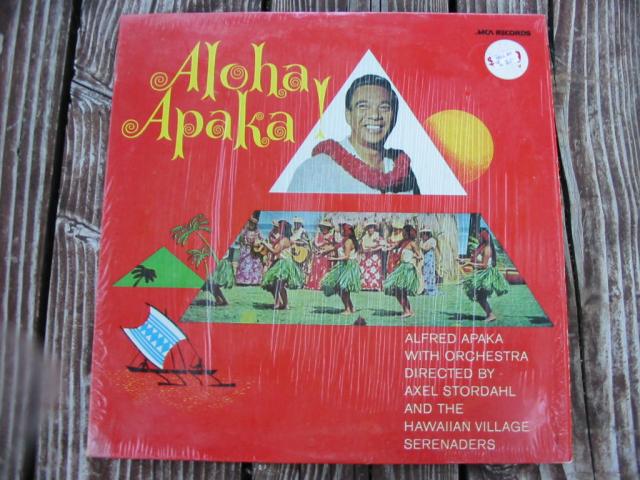 MCA RECORDS
Aloha
Apaka!
ALFRED APAKA
WITH ORCHESTRA
DIRECTED BY
AXEL STORDAHL
AND THE
HAWAIIAN VILLAGE
SERENADERS